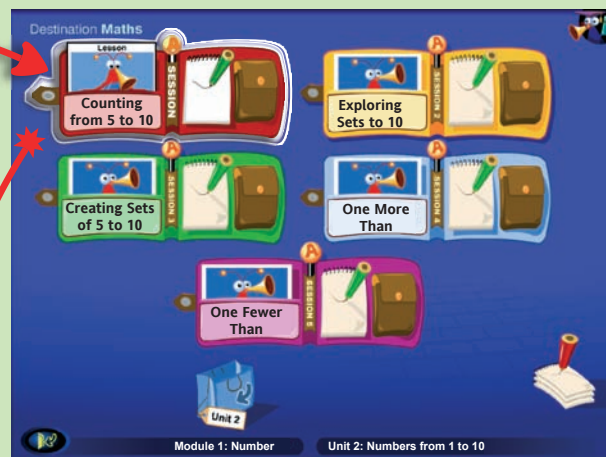 Destination Maths
Lesson
Counting
from 5 to 10
A
SESSION
Exploring
Sets to 10
A
SESSION 2
Creating Sets
of 5 to 10
A
SESSION 3
One More
Than
A
SESSION 4
One Fewer
Than
A
SESSION 5
Unit 2
Module 1: Number
Unit 2: Numbers from 1 to 10